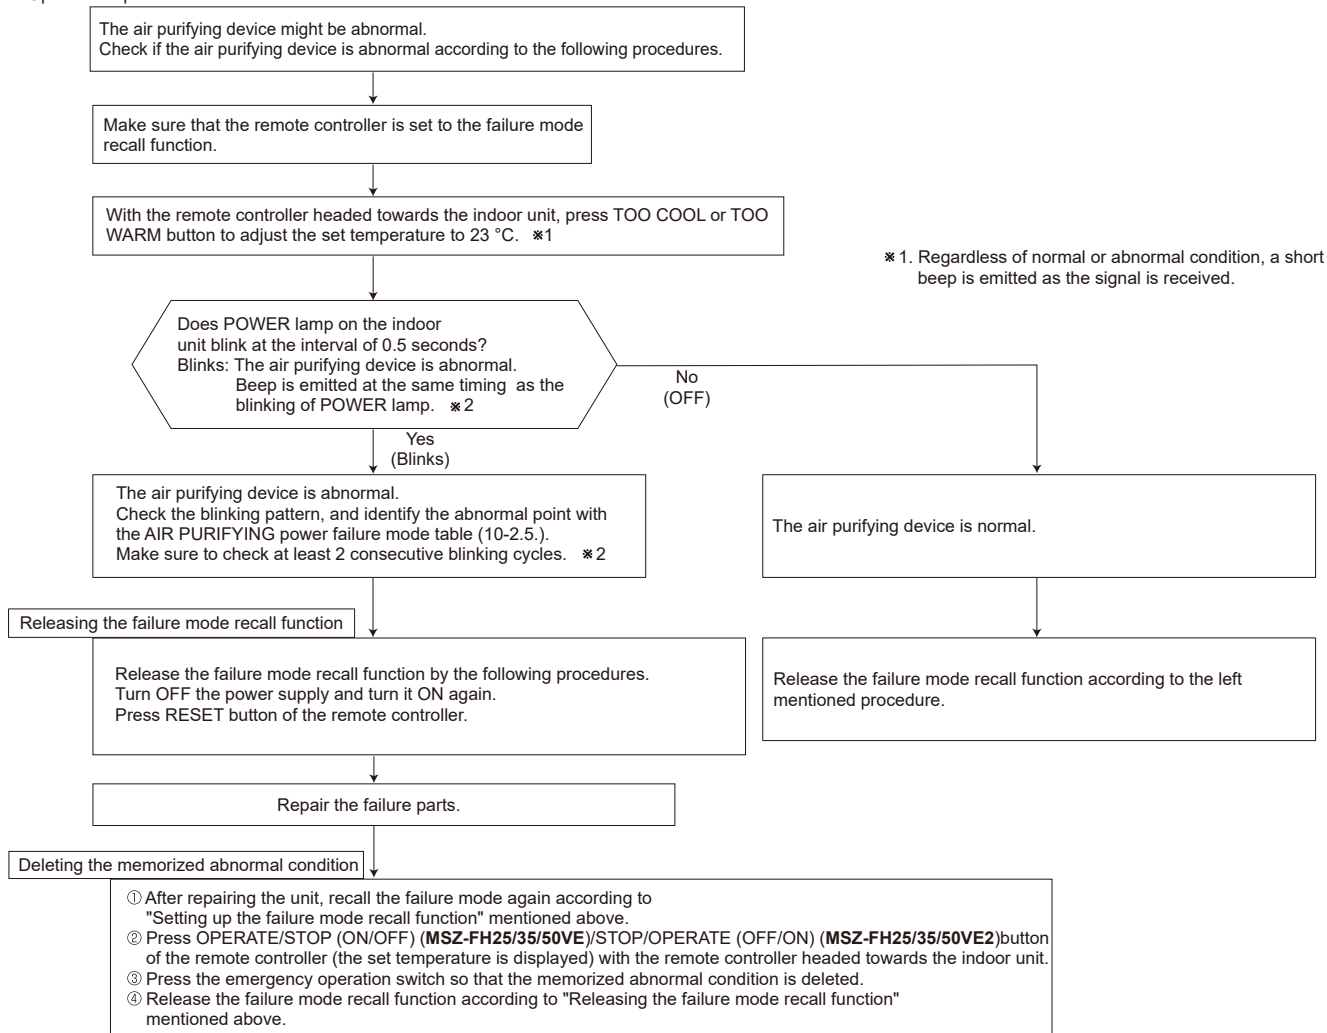 The air purifying device might be abnormal.
Check if the air purifying device is abnormal according to the following procedures.
Make sure that the remote controller is set to the failure mode
recall function.
With the remote controller headed towards the indoor unit, press TOO COOL or TOO
WARM button to adjust the set temperature to 23 °C. ※1
※1. Regardless of normal or abnormal condition, a short
beep is emitted as the signal is received.
Does POWER lamp on the indoor
unit blink at the interval of 0.5 seconds?
Blinks: The air purifying device is abnormal.
Beep is emitted at the same timing as the
blinking of POWER lamp. ※2
No
(OFF)
Yes
(Blinks)
The air purifying device is abnormal.
Check the blinking pattern, and identify the abnormal point with
the AIR PURIFYING power failure mode table (10-2.5.).
Make sure to check at least 2 consecutive blinking cycles. ※2
The air purifying device is normal.
Releasing the failure mode recall function
Release the failure mode recall function by the following procedures.
Turn OFF the power supply and turn it ON again.
Press RESET button of the remote controller.
Release the failure mode recall function according to the left
mentioned procedure.
Repair the failure parts.
Deleting the memorized abnormal condition
① After repairing the unit, recall the failure mode again according to
"Setting up the failure mode recall function" mentioned above.
② Press OPERATE/STOP (ON/OFF) (MSZ-FH25/35/50VE)/STOP/OPERATE (OFF/ON) (MSZ-FH25/35/50VE2)button
of the remote controller (the set temperature is displayed) with the remote controller headed towards the indoor unit.
③ Press the emergency operation switch so that the memorized abnormal condition is deleted.
④ Release the failure mode recall function according to "Releasing the failure mode recall function"
mentioned above.